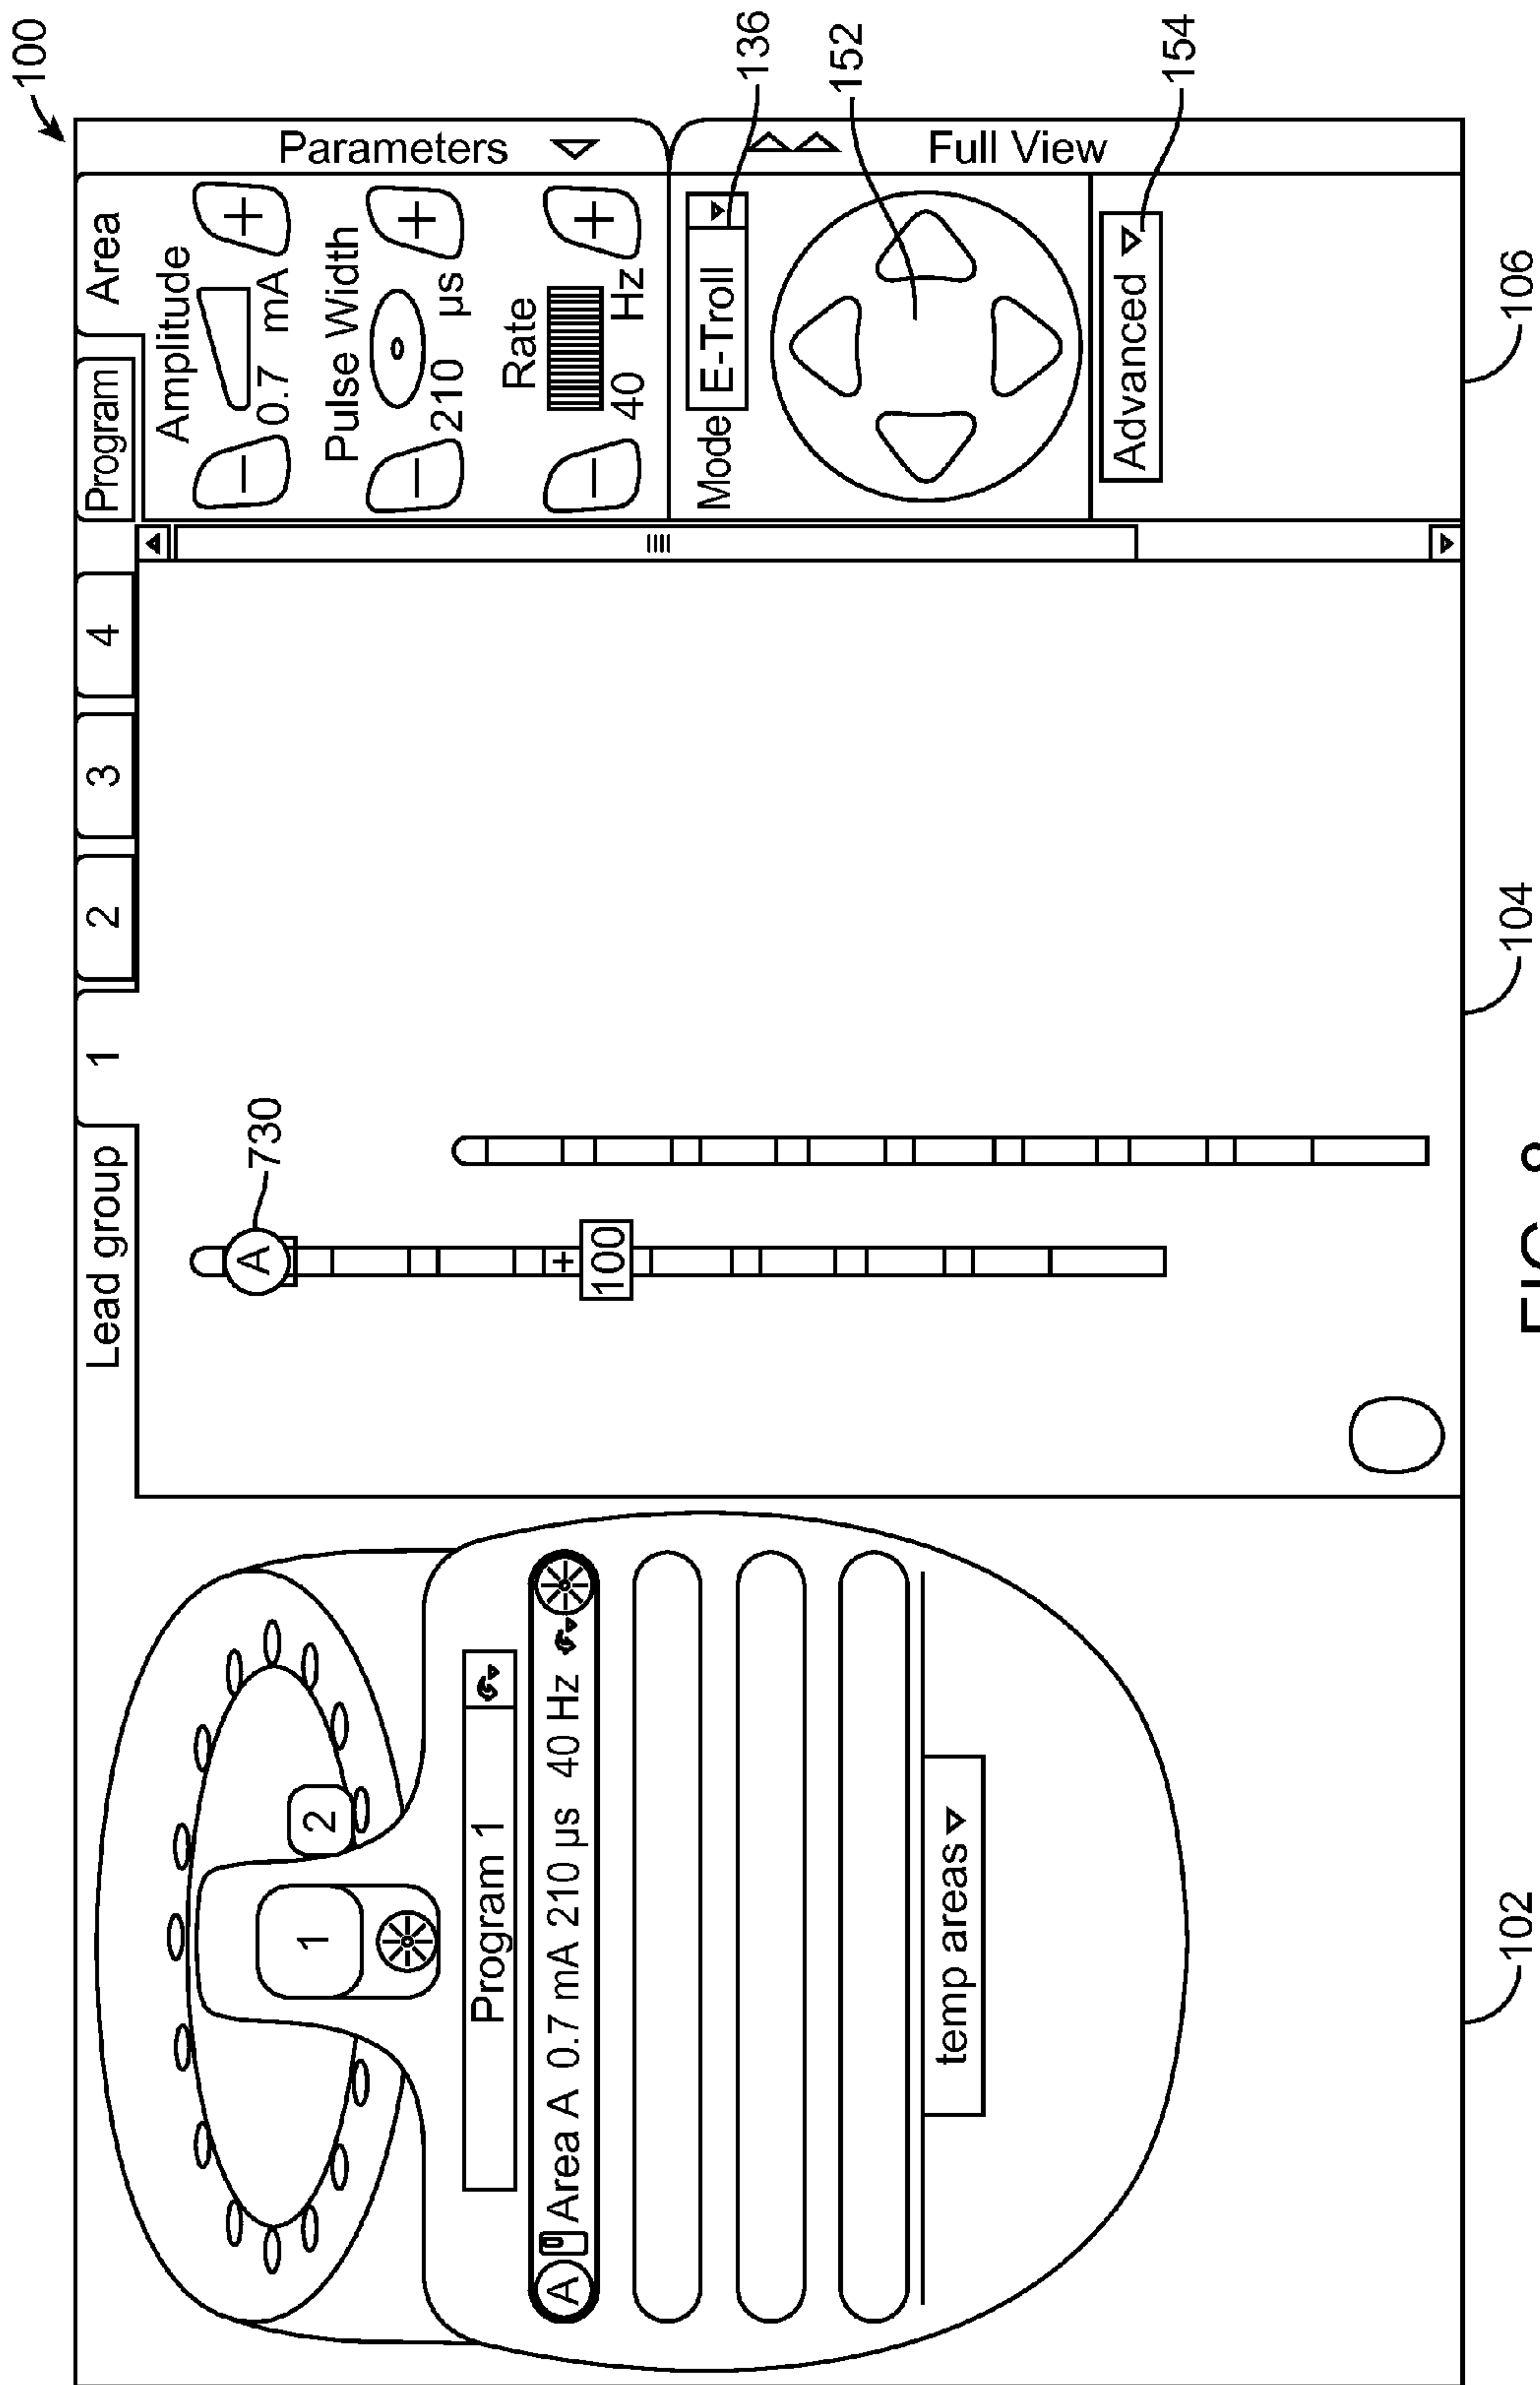 100
Lead group
1
2
3
4
Program
Area
1
2
Program 1
A Area A 0.7 mA 210 µs 40 Hz
temp areas
A
730
+
100
Amplitude
−
+
0.7 mA
Pulse Width
−
+
210 µs
Rate
−
+
40 Hz
Parameters
Mode
E-Troll
Advanced
Full View
136
152
154
102
104
106